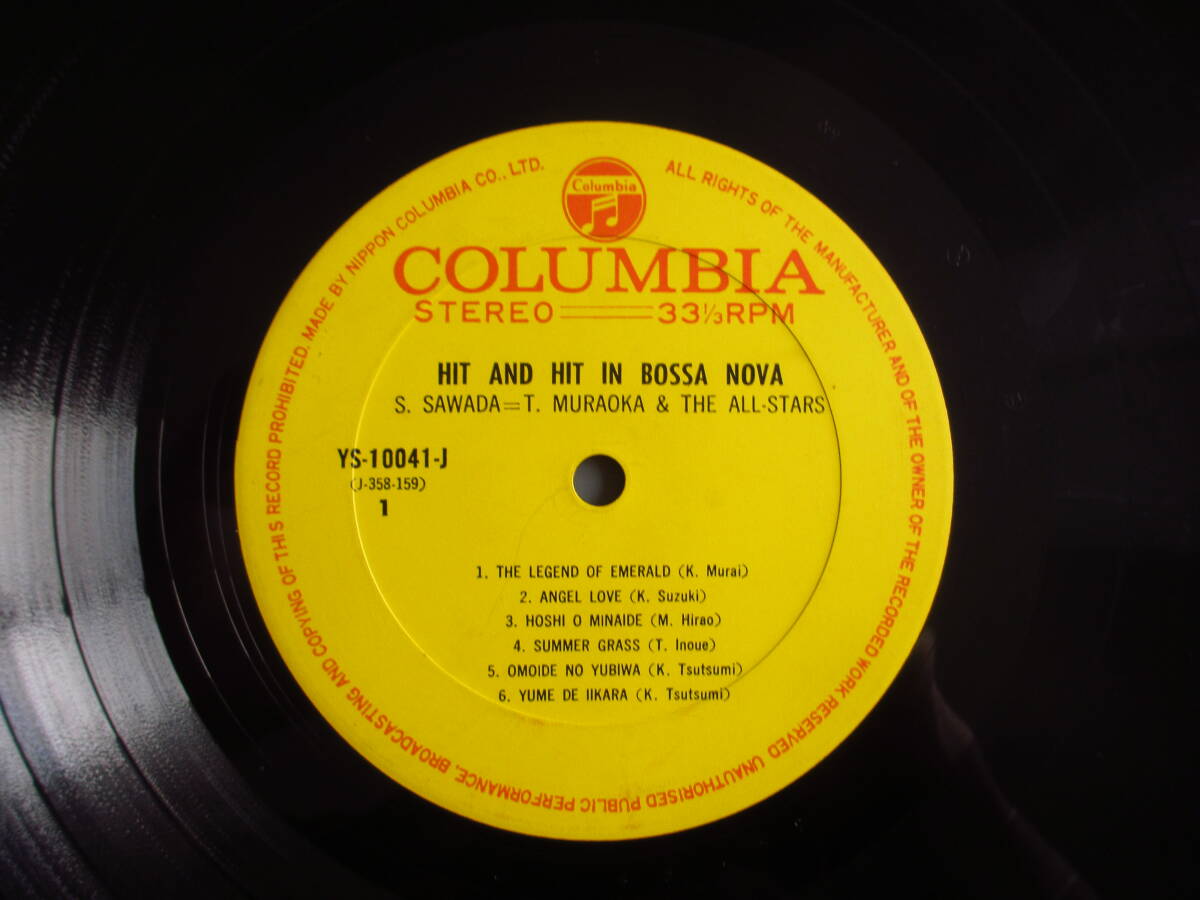 Columbia
COLUMBIA
STEREO 33⅓RPM
HIT AND HIT IN BOSSA NOVA
S. SAWADA=T. MURAOKA & THE ALL-STARS
YS-10041-J
(J-358-159)
1
1. THE LEGEND OF EMERALD (K. Murai)
2. ANGEL LOVE (K. Suzuki)
3. HOSHI O MINAIDE (M. Hirao)
4. SUMMER GRASS (T. Inoue)
5. OMOIDE NO YUBIWA (K. Tsutsumi)
6. YUME DE IIKARA (K. Tsutsumi)
ALL RIGHTS OF THE MANUFACTURER AND OF THE OWNER OF THE RECORDED WORK RESERVED UNAUTHORISED PUBLIC PERFORMANCE, BROADCASTING AND COPYING OF THIS RECORD PROHIBITED. MADE BY NIPPON COLUMBIA CO., LTD.